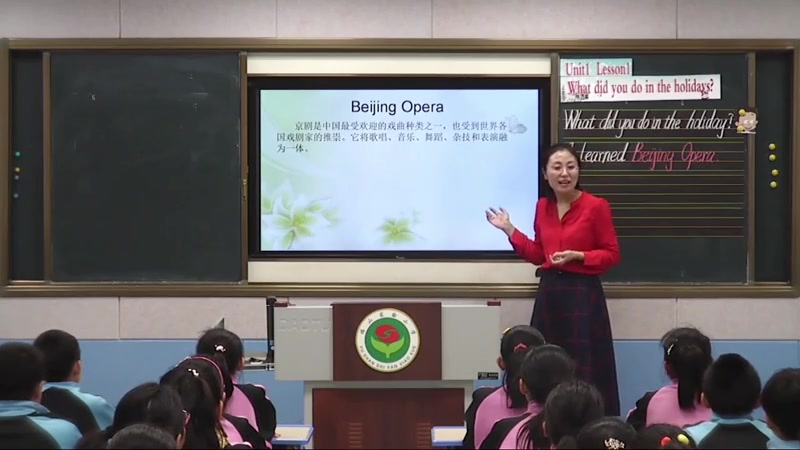 Beijing Opera
京剧是中国最受欢迎的戏曲种类之一，也受到世界各
国戏剧家的推崇。它将歌唱、音乐、舞蹈、杂技和表演融
为一体。
Unit1 Lesson1
What did you do in the holidays?
What did you do in the holiday?
learned Beijing Opera.